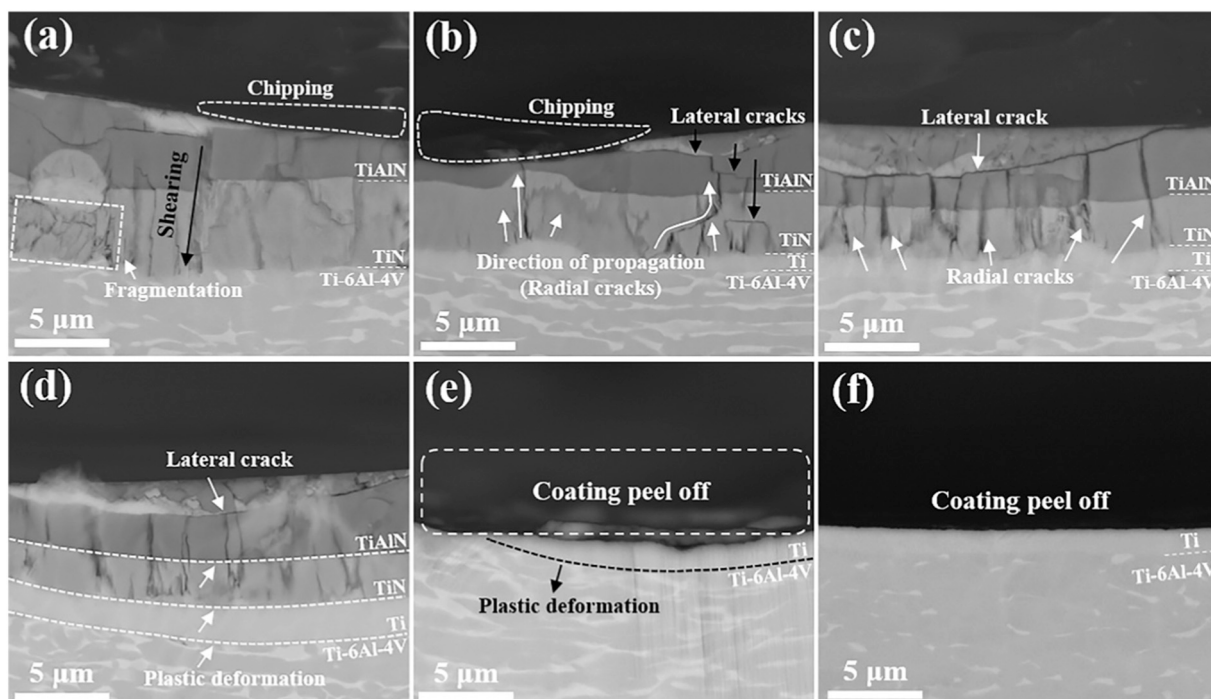 (a)
Chipping
Shearing
TiAlN
TiN
Fragmentation
Ti-6Al-4V
5 μm
(b)
Chipping
Lateral cracks
TiAlN
TiN
Direction of propagation
Ti
(Radial cracks)
Ti-6Al-4V
5 μm
(c)
Lateral crack
TiAlN
TiN
Ti
Radial cracks
Ti-6Al-4V
5 μm
(d)
Lateral crack
TiAlN
TiN
Ti
Ti-6Al-4V
Plastic deformation
5 μm
(e)
Coating peel off
Ti
Ti-6Al-4V
Plastic deformation
5 μm
(f)
Coating peel off
Ti
Ti-6Al-4V
5 μm